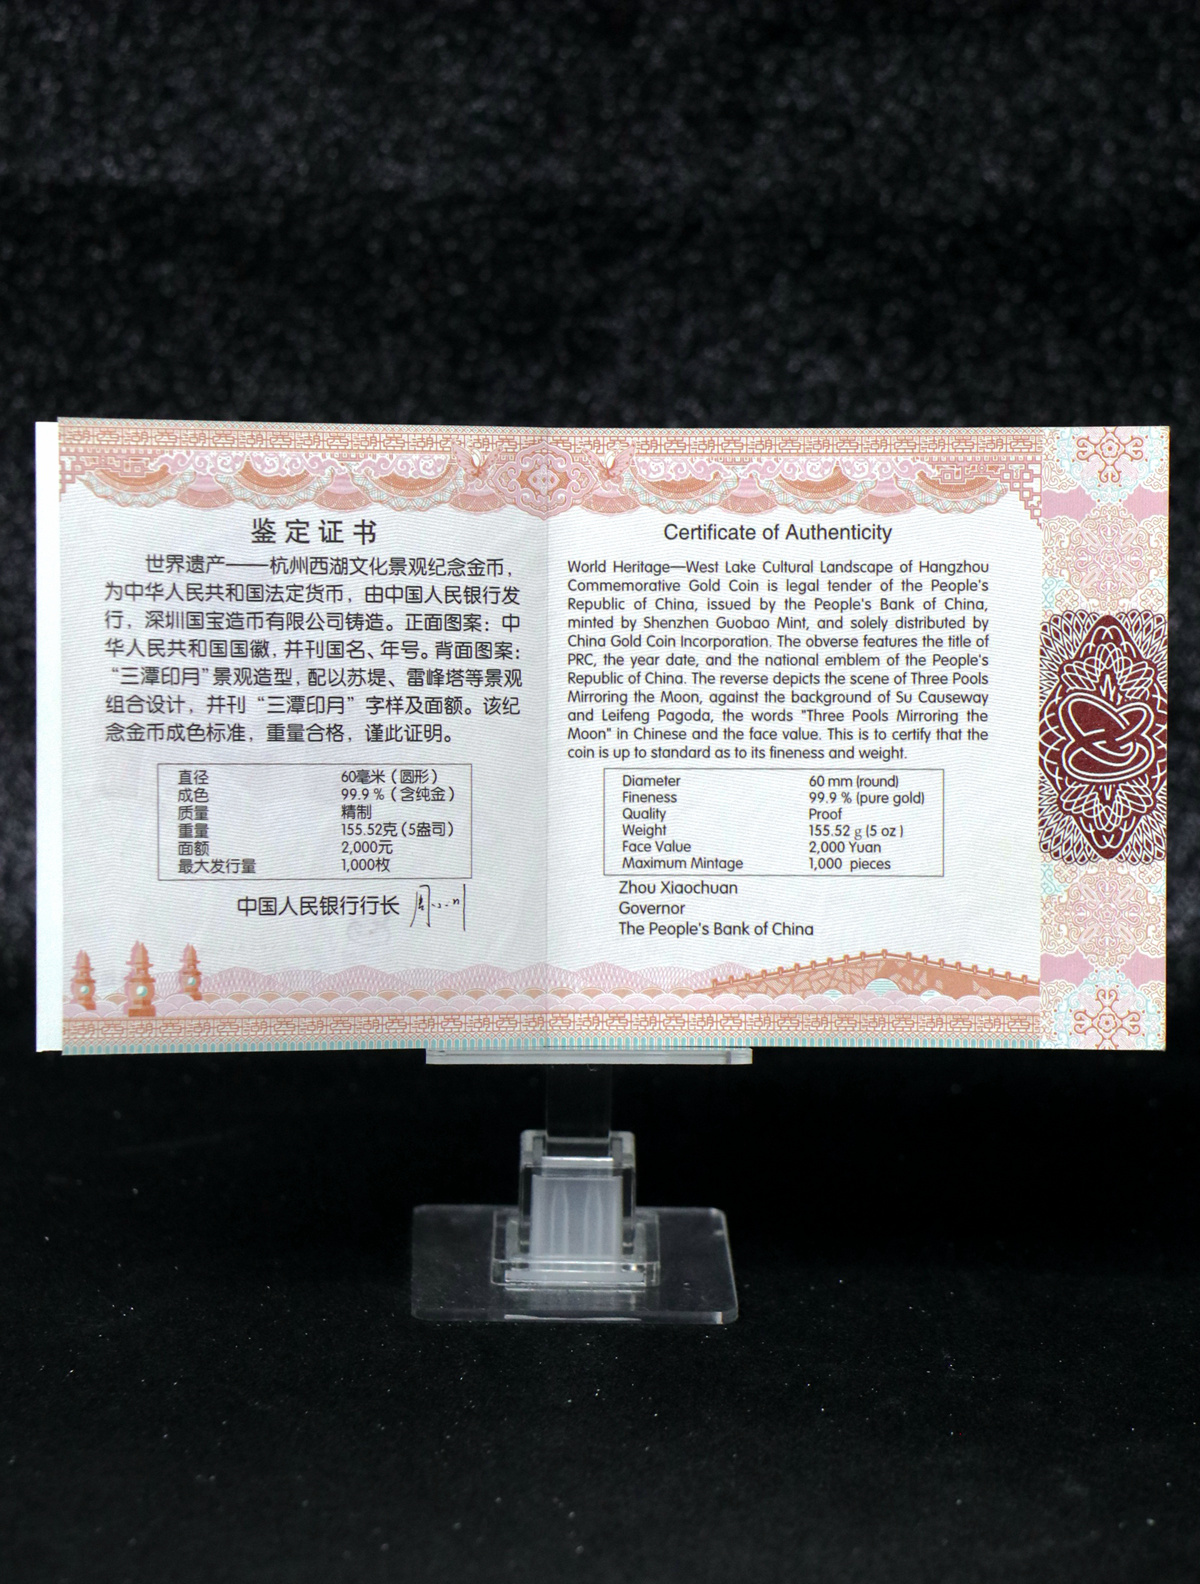 鉴定证书
世界遗产——杭州西湖文化景观纪念金币，
为中华人民共和国法定货币，由中国人民银行发
行，深圳国宝造币有限公司铸造。正面图案：中
华人民共和国国徽，并刊国名、年号。背面图案：
“三潭印月”景观造型，配以苏堤、雷峰塔等景观
组合设计，并刊“三潭印月”字样及面额。该纪
念金币成色标准，重量合格，谨此证明。
直径 60毫米（圆形）
成色 99.9 %（含纯金）
质量 精制
重量 155.52克（5盎司）
面额 2,000元
最大发行量 1,000枚
中国人民银行行长
Certificate of Authenticity
World Heritage—West Lake Cultural Landscape of Hangzhou
Commemorative Gold Coin is legal tender of the People's
Republic of China, issued by the People's Bank of China,
minted by Shenzhen Guobao Mint, and solely distributed by
China Gold Coin Incorporation. The obverse features the title of
PRC, the year date, and the national emblem of the People's
Republic of China. The reverse depicts the scene of Three Pools
Mirroring the Moon, against the background of Su Causeway
and Leifeng Pagoda, the words "Three Pools Mirroring the
Moon" in Chinese and the face value. This is to certify that the
coin is up to standard as to its fineness and weight.
Diameter 60 mm (round)
Fineness 99.9 % (pure gold)
Quality Proof
Weight 155.52 g (5 oz )
Face Value 2,000 Yuan
Maximum Mintage 1,000 pieces
Zhou Xiaochuan
Governor
The People's Bank of China